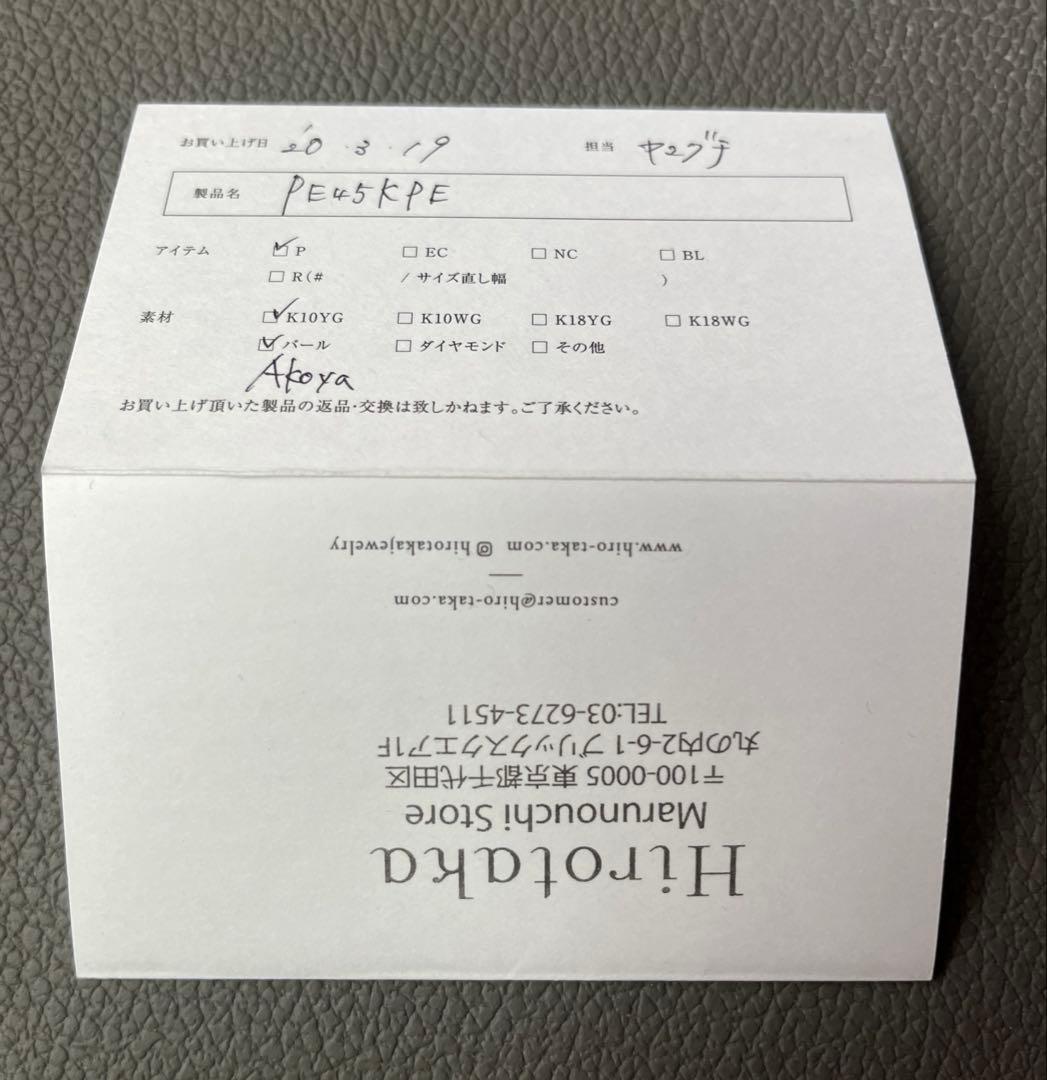 お買い上げ日 '20.3.19 担当 ヤマグチ
製品名 PE45KPE
アイテム ☑ P □ EC □ NC □ BL
□ R (# / サイズ直し幅 )
素材 ☑ K10YG □ K10WG □ K18YG □ K18WG
☑ パール □ ダイヤモンド □ その他
Akoya
お買い上げ頂いた製品の返品・交換は致しかねます。ご了承ください。
Hirotaka
Marunouchi Store
〒100-0005 東京都千代田区
丸の内2-6-1 ブリックスクエア1F
TEL:03-6273-4511
customer@hiro-taka.com
www.hiro-taka.com hirotakajewelry